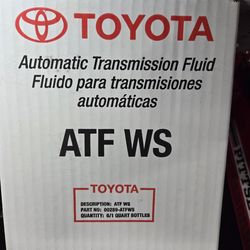 TOYOTA
Automatic Transmission Fluid
Fluido para transmisiones
automáticas
ATF WS
TOYOTA
DESCRIPTION: ATF WS
PART NO: 00289-ATFWS
QUANTITY: 6/1 QUART BOTTLES